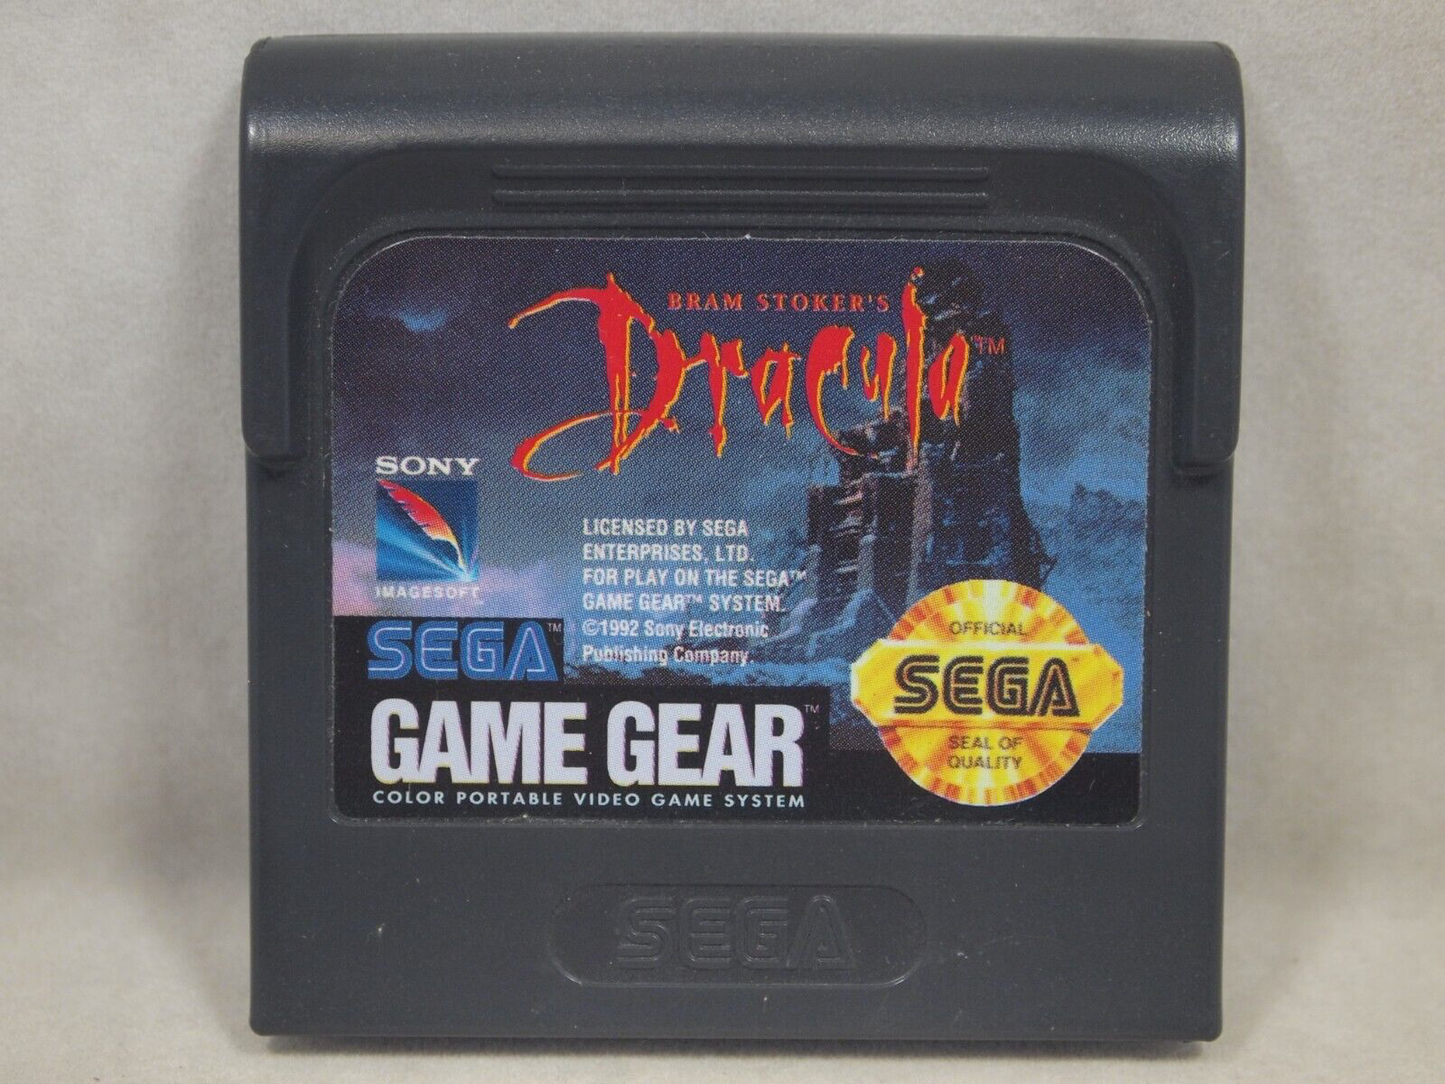 BRAM STOKER'S
Dracula™
SONY
IMAGESOFT™
LICENSED BY SEGA
ENTERPRISES, LTD.
FOR PLAY ON THE SEGA™
GAME GEAR™ SYSTEM.
©1992 Sony Electronic
Publishing Company.
SEGA™
GAME GEAR™
COLOR PORTABLE VIDEO GAME SYSTEM
OFFICIAL
SEGA
SEAL OF
QUALITY
SEGA